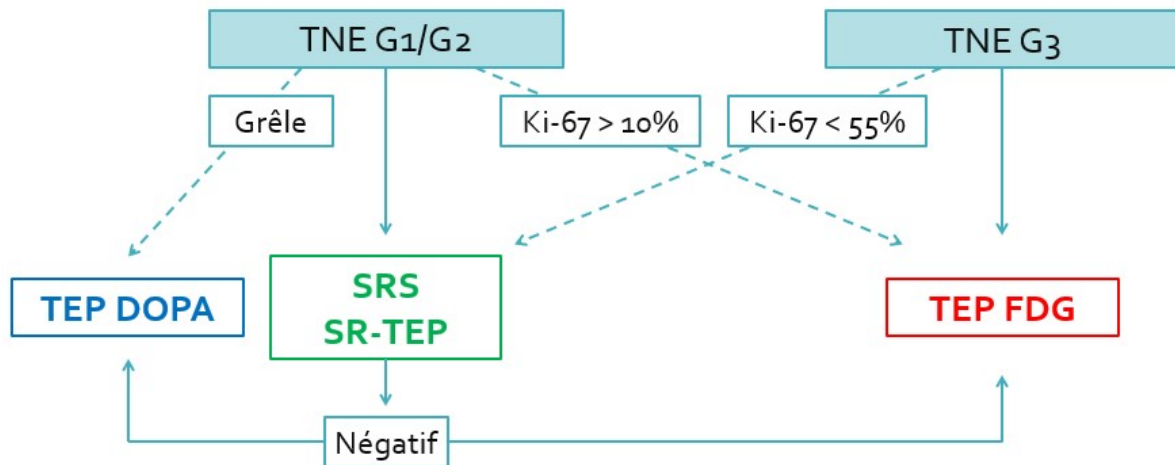 TNE G1/G2
TNE G3
Grêle
Ki-67 > 10%
Ki-67 < 55%
TEP DOPA
SRS
SR-TEP
TEP FDG
Négatif